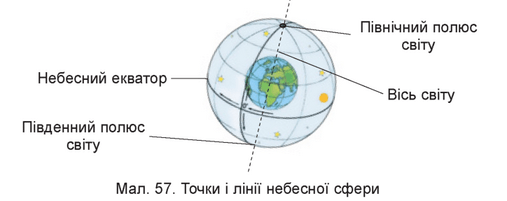 Північний полюс
світу
Небесний екватор
Вісь світу
Південний полюс
світу
Мал. 57. Точки і лінії небесної сфери